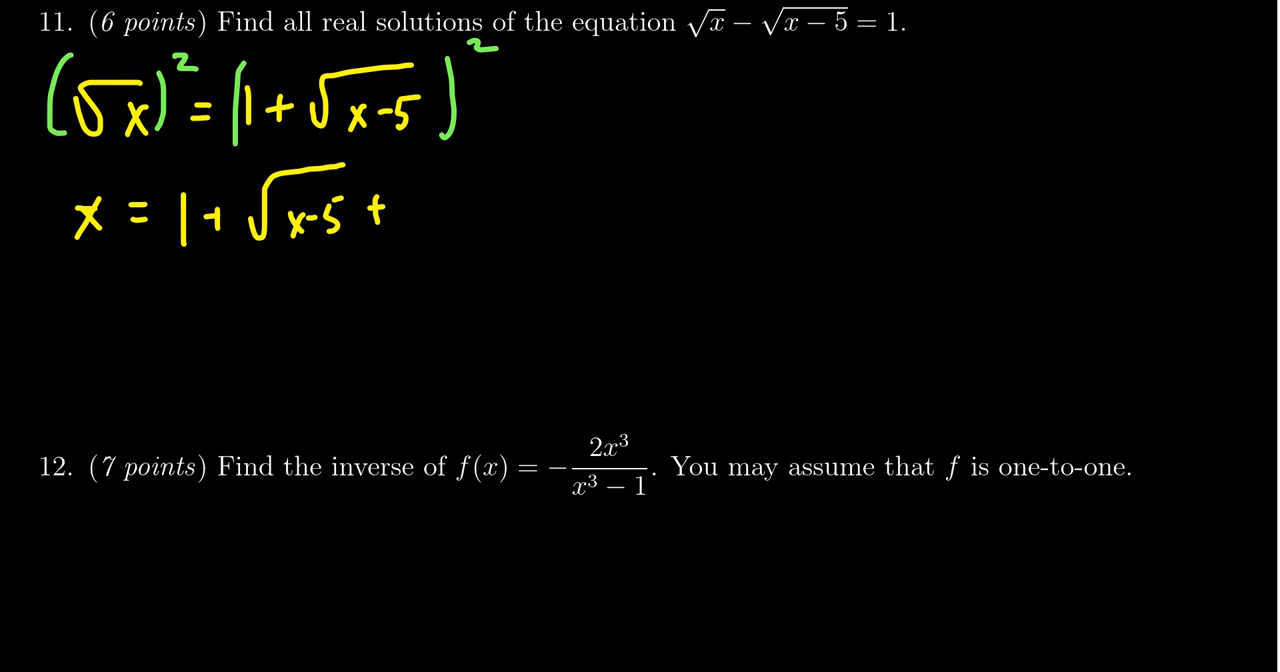 11. (6 points) Find all real solutions of the equation √x − √(x − 5) = 1.
(√x)² = (1 + √(x-5))²
x = 1 + √(x-5) +
12. (7 points) Find the inverse of f(x) = − 2x³/(x³ − 1). You may assume that f is one-to-one.